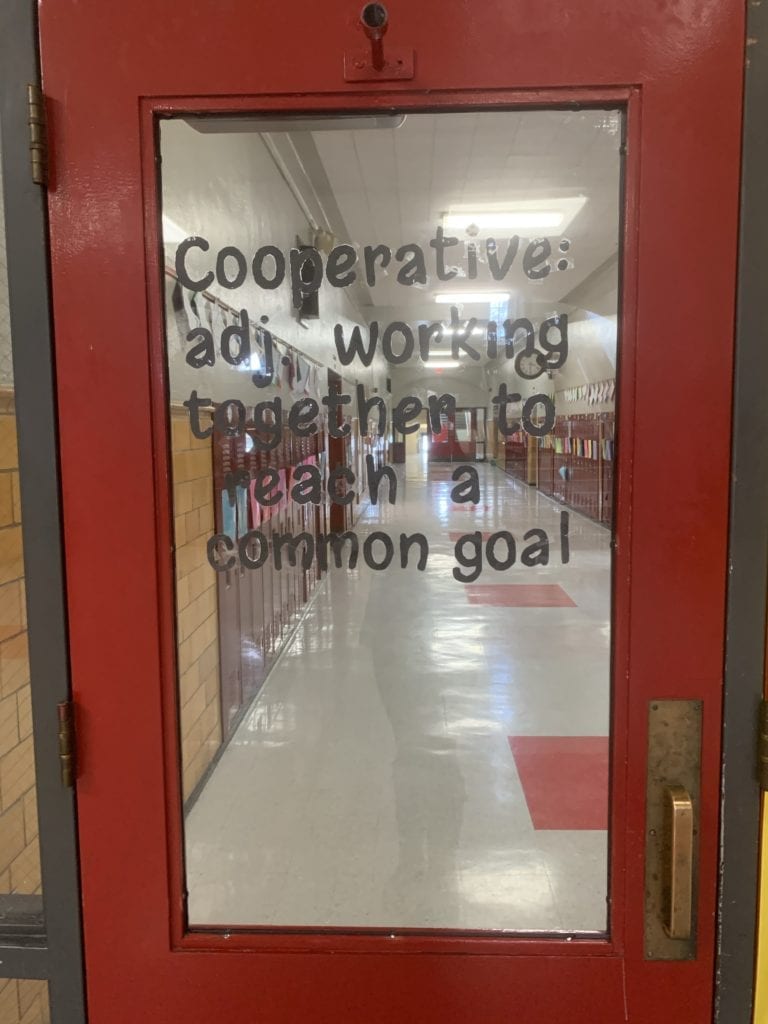 Cooperative:
adj. working
together to
reach a
common goal